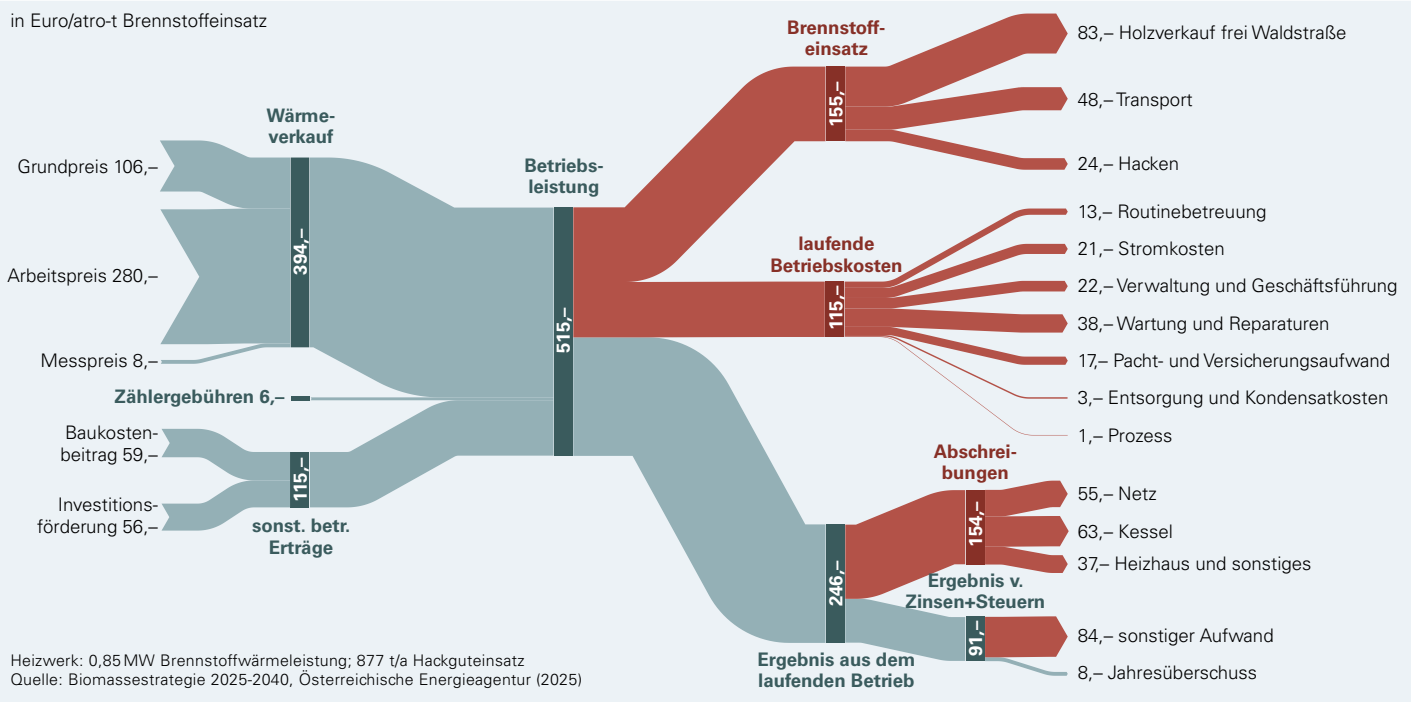 in Euro/atro-t Brennstoffeinsatz
Grundpreis 106,–
Arbeitspreis 280,–
Messpreis 8,–
Wärme-
verkauf
394,–
Zählergebühren 6,–
Baukosten-
beitrag 59,–
Investitions-
förderung 56,–
115,–
sonst. betr.
Erträge
Betriebs-
leistung
515,–
Brennstoff-
einsatz
155,–
83,– Holzverkauf frei Waldstraße
48,– Transport
24,– Hacken
laufende
Betriebskosten
115,–
13,– Routinebetreuung
21,– Stromkosten
22,– Verwaltung und Geschäftsführung
38,– Wartung und Reparaturen
17,– Pacht- und Versicherungsaufwand
3,– Entsorgung und Kondensatkosten
1,– Prozess
246,–
Ergebnis aus dem
laufenden Betrieb
Abschrei-
bungen
154,–
55,– Netz
63,– Kessel
37,– Heizhaus und sonstiges
Ergebnis v.
Zinsen+Steuern
91,–
84,– sonstiger Aufwand
8,– Jahresüberschuss
Heizwerk: 0,85 MW Brennstoffwärmeleistung; 877 t/a Hackguteinsatz
Quelle: Biomassestrategie 2025-2040, Österreichische Energieagentur (2025)